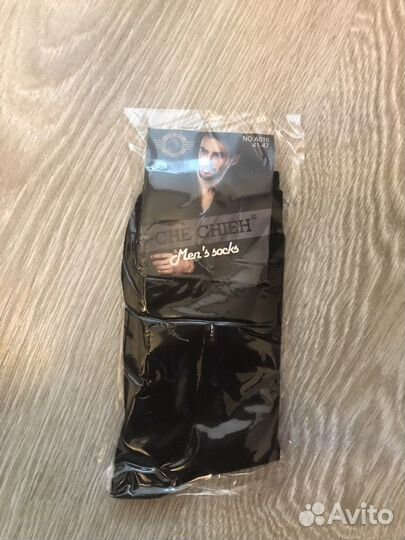 NO:A016
41-47
CHE CHIEH®
Men's socks
Avito